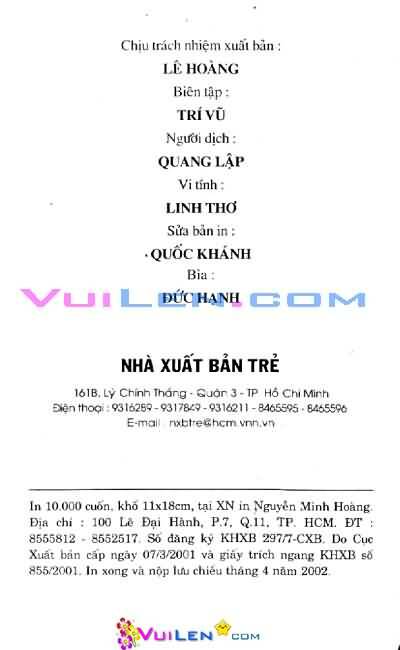 Chịu trách nhiệm xuất bản :
LÊ HOÀNG
Biên tập :
TRÍ VŨ
Người dịch :
QUANG LẬP
Vi tính :
LINH THƠ
Sửa bản in :
QUỐC KHÁNH
Bìa :
VUILEN.COM
ĐỨC HẠNH
NHÀ XUẤT BẢN TRẺ
161B, Lý Chính Thắng - Quận 3 - TP Hồ Chí Minh
Điện thoại : 9316289 - 9317849 - 9316211 - 8465595 - 8465596
E-mail : nxbtre@hcm.vnn.vn
In 10.000 cuốn, khổ 11x18cm, tại XN in Nguyễn Minh Hoàng.
Địa chỉ : 100 Lê Đại Hành, P.7, Q.11, TP. HCM. ĐT :
8555812 - 8552517. Số đăng ký KHXB 297/7-CXB. Do Cục
Xuất bản cấp ngày 07/3/2001 và giấy trích ngang KHXB số
855/2001. In xong và nộp lưu chiểu tháng 4 năm 2002.
VUILEN.COM